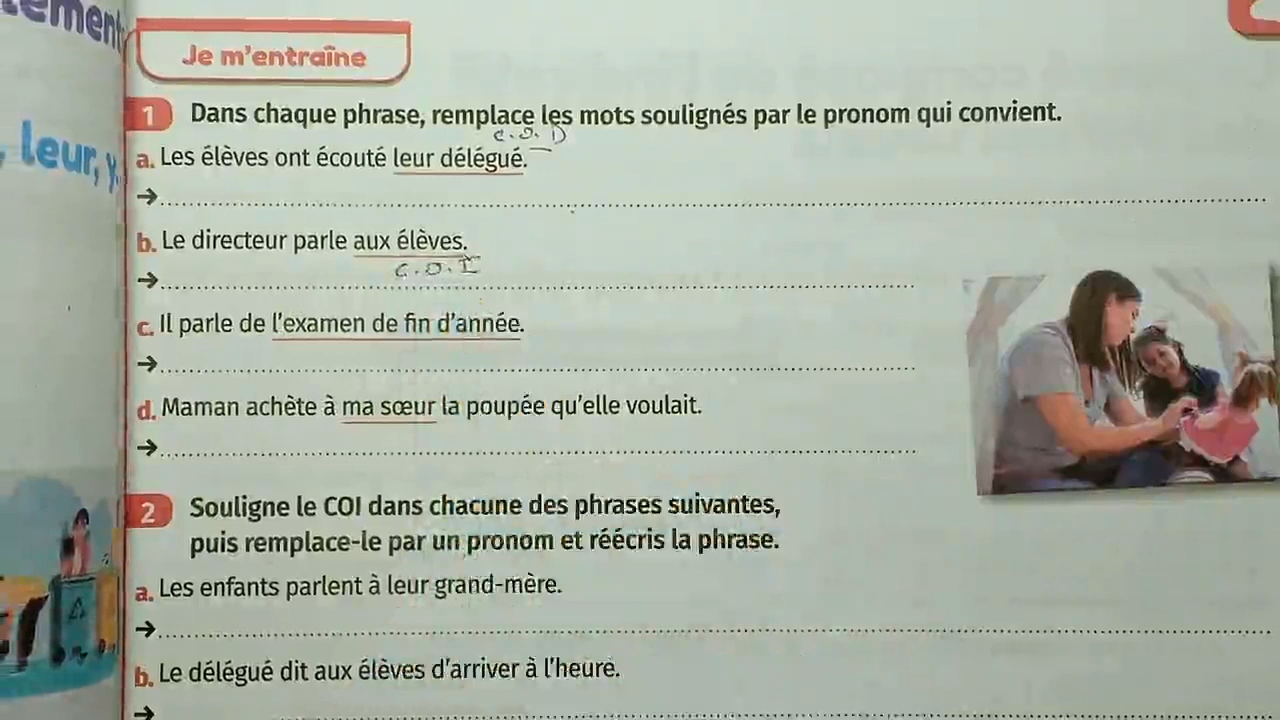 tement
Je m'entraîne
1 Dans chaque phrase, remplace les mots soulignés par le pronom qui convient.
C.O.D
, leur, y
a. Les élèves ont écouté leur délégué.
→
b. Le directeur parle aux élèves.
C.O.I
→
c. Il parle de l'examen de fin d'année.
→
d. Maman achète à ma sœur la poupée qu'elle voulait.
→
2 Souligne le COI dans chacune des phrases suivantes,
puis remplace-le par un pronom et réécris la phrase.
a. Les enfants parlent à leur grand-mère.
→
b. Le délégué dit aux élèves d'arriver à l'heure.
→